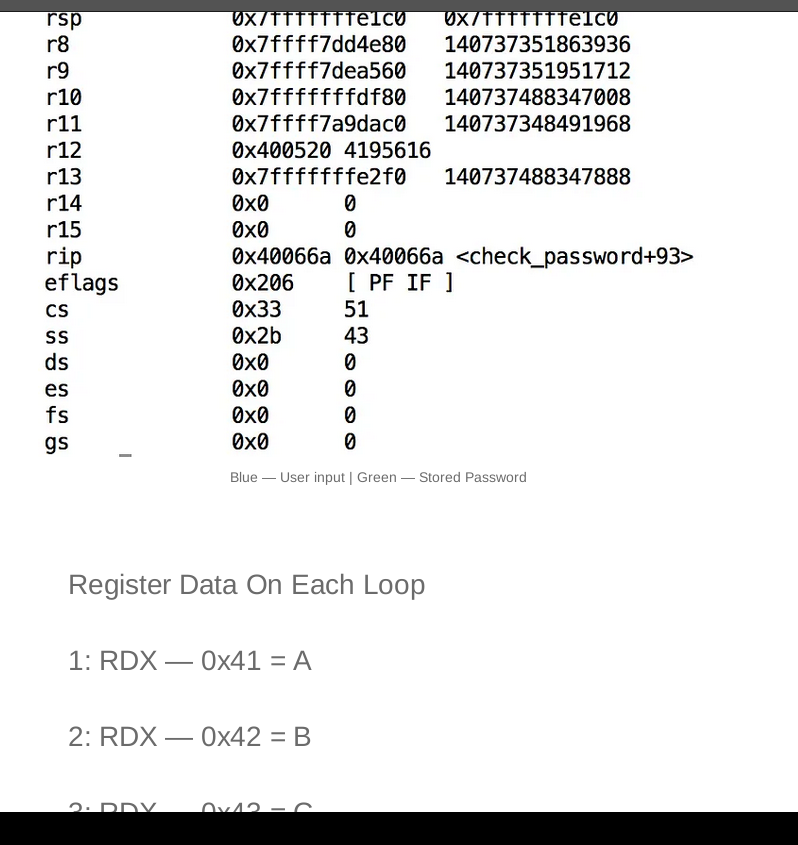 rsp 0x7fffffffe1c0 0x7fffffffe1c0
r8 0x7ffff7dd4e80 140737351863936
r9 0x7ffff7dea560 140737351951712
r10 0x7fffffffdf80 140737488347008
r11 0x7ffff7a9dac0 140737348491968
r12 0x400520 4195616
r13 0x7fffffffe2f0 140737488347888
r14 0x0 0
r15 0x0 0
rip 0x40066a 0x40066a <check_password+93>
eflags 0x206 [ PF IF ]
cs 0x33 51
ss 0x2b 43
ds 0x0 0
es 0x0 0
fs 0x0 0
gs 0x0 0
Blue — User input | Green — Stored Password
Register Data On Each Loop
1: RDX — 0x41 = A
2: RDX — 0x42 = B
3: RDX — 0x43 = C